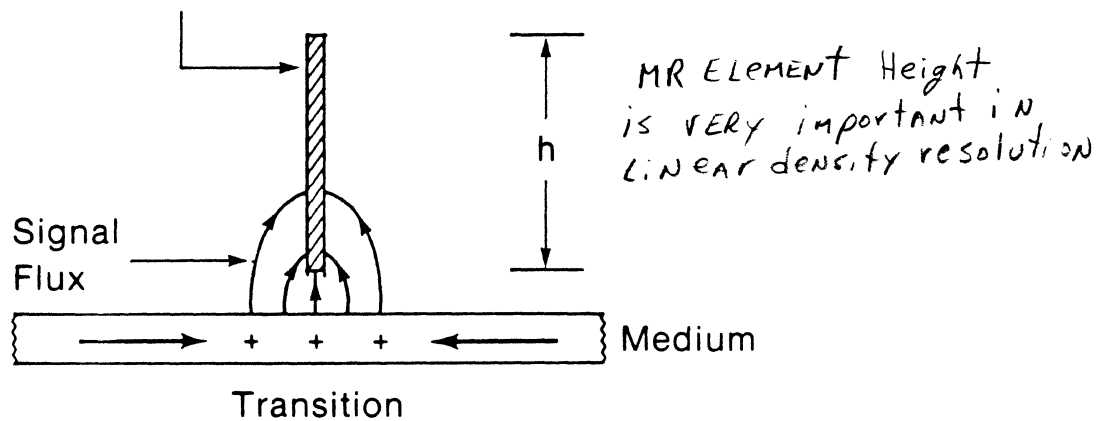 MR Element Height
is very important in
linear density resolution
h
Signal
Flux
+ + +
Medium
Transition